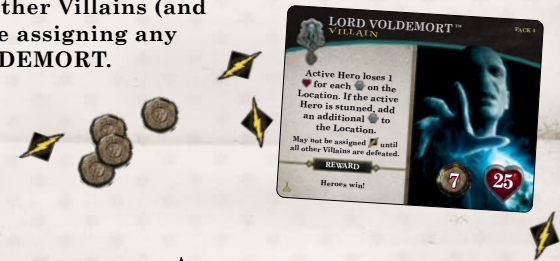 ther Villains (and
e assigning any
DEMORT.
LORD VOLDEMORT™
VILLAIN
PACK 4
Active Hero loses 1
for each on the
Location. If the active
Hero is stunned, add
an additional to
the Location.
May not be assigned until
all other Villains are defeated.
REWARD
Heroes win!
7
25